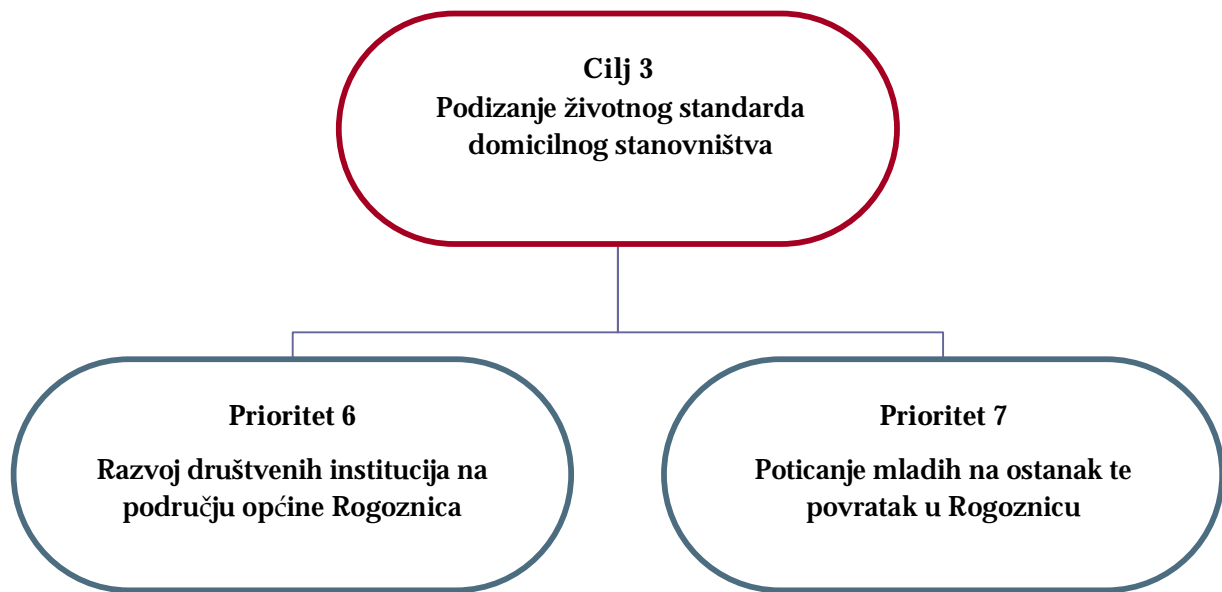 Cilj 3
Podizanje životnog standarda
domicilnog stanovništva
Prioritet 6
Razvoj društvenih institucija na
području općine Rogoznica
Prioritet 7
Poticanje mladih na ostanak te
povratak u Rogoznicu